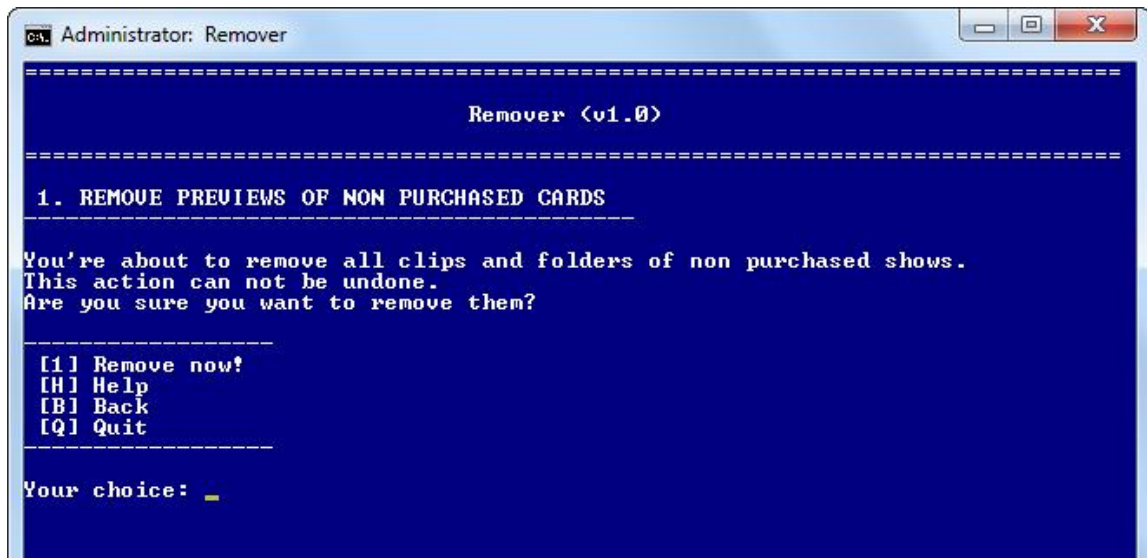 Administrator: Remover
================================================================================
Remover (v1.0)
================================================================================
1. REMOVE PREVIEWS OF NON PURCHASED CARDS
--------------------------------------------
You're about to remove all clips and folders of non purchased shows.
This action can not be undone.
Are you sure you want to remove them?
------------------
[1] Remove now!
[H] Help
[B] Back
[Q] Quit
------------------
Your choice: _